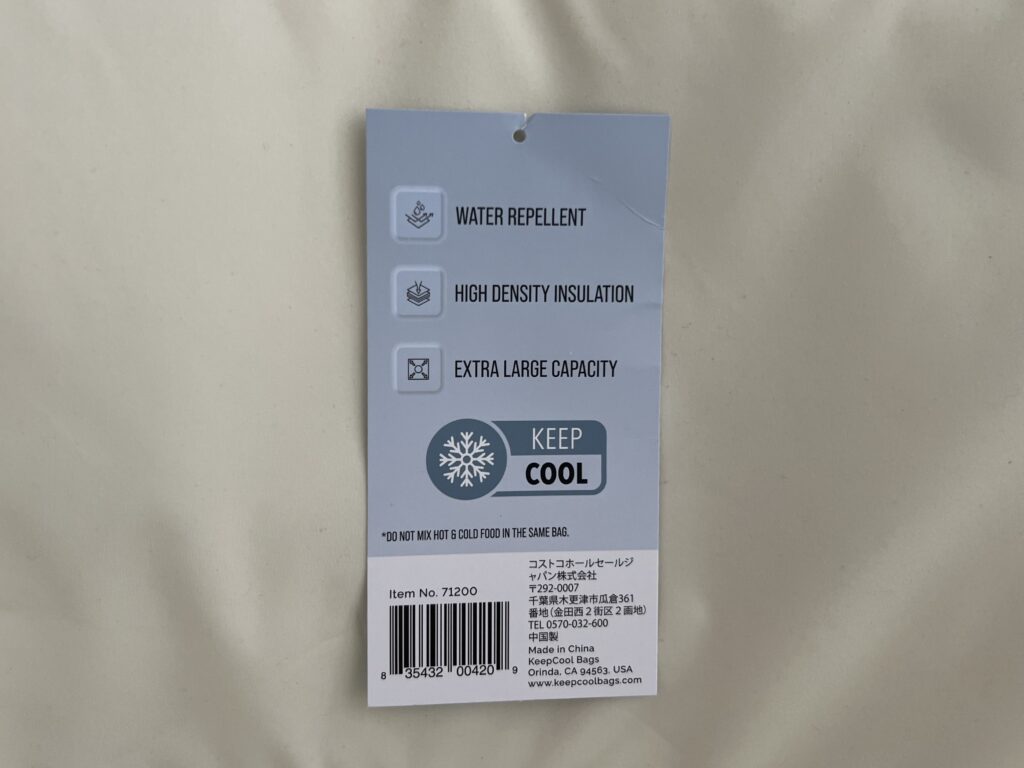 WATER REPELLENT
HIGH DENSITY INSULATION
EXTRA LARGE CAPACITY
KEEP
COOL
*DO NOT MIX HOT & COLD FOOD IN THE SAME BAG.
Item No. 71200
8 35432 00420 9
コストコホールセールジ
ャパン株式会社
〒292-0007
千葉県木更津市瓜倉361
番地(金田西2街区2画地)
TEL 0570-032-600
中国製
Made in China
KeepCool Bags
Orinda, CA 94563, USA
www.keepcoolbags.com